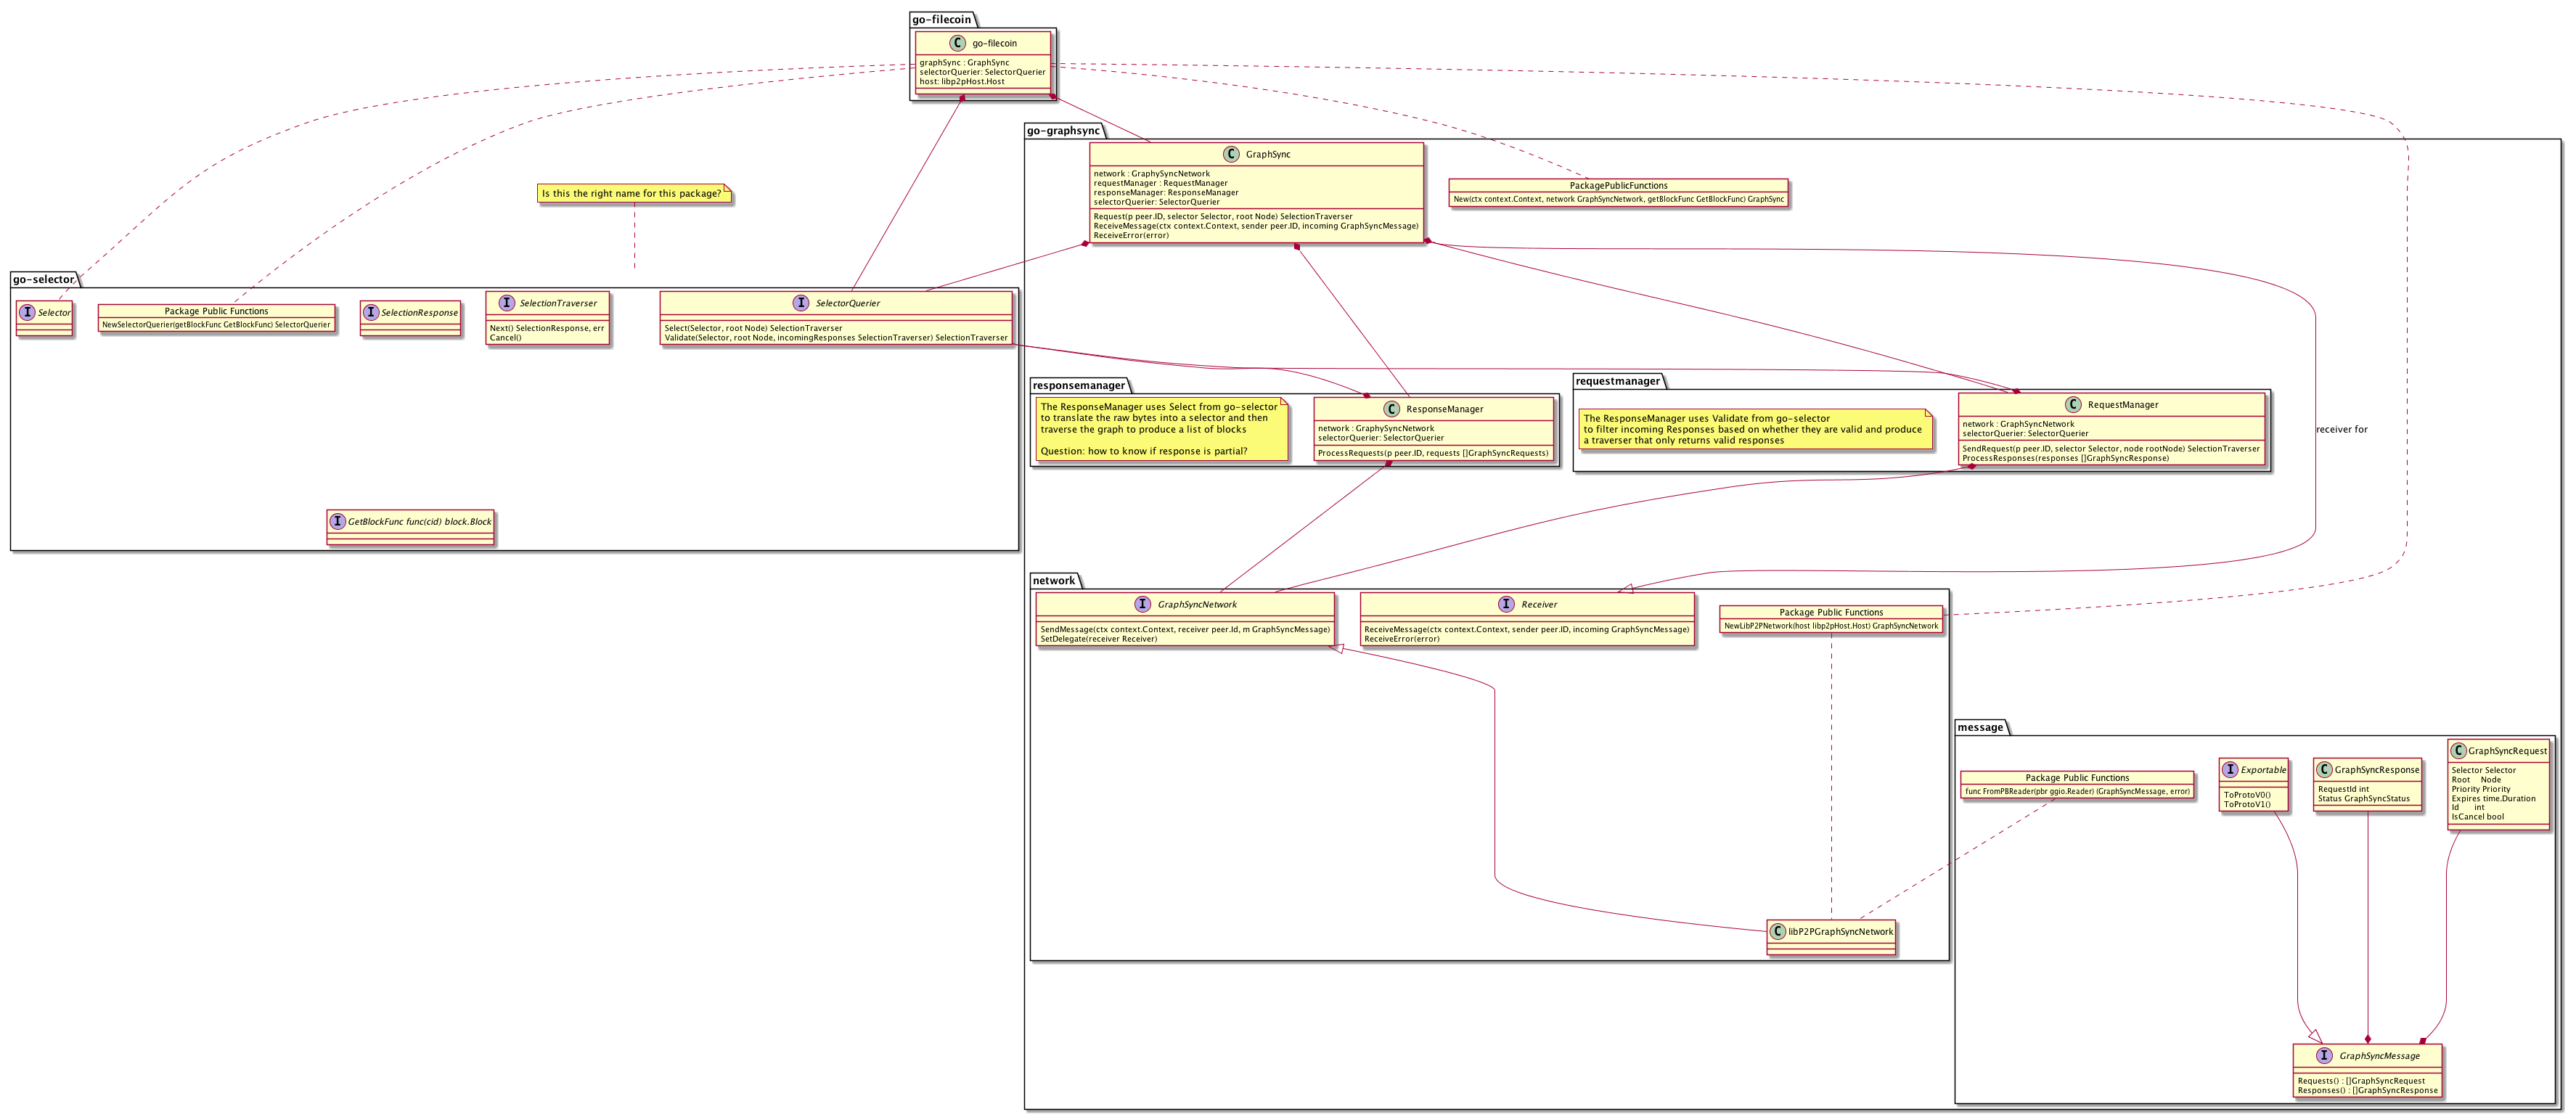 go-filecoin
C go-filecoin
graphSync : GraphSync
selectorQuerier: SelectorQuerier
host: libp2pHost.Host
go-graphsync
C GraphSync
network : GraphySyncNetwork
requestManager : RequestManager
responseManager: ResponseManager
selectorQuerier: SelectorQuerier
Request(p peer.ID, selector Selector, root Node) SelectionTraverser
ReceiveMessage(ctx context.Context, sender peer.ID, incoming GraphSyncMessage)
ReceiveError(error)
PackagePublicFunctions
New(ctx context.Context, network GraphSyncNetwork, getBlockFunc GetBlockFunc) GraphSync
Is this the right name for this package?
go-selector
I Selector
Package Public Functions
NewSelectorQuerier(getBlockFunc GetBlockFunc) SelectorQuerier
I SelectionResponse
I SelectionTraverser
Next() SelectionResponse, err
Cancel()
I SelectorQuerier
Select(Selector, root Node) SelectionTraverser
Validate(Selector, root Node, incomingResponses SelectionTraverser) SelectionTraverser
I GetBlockFunc func(cid) block.Block
responsemanager
The ResponseManager uses Select from go-selector
to translate the raw bytes into a selector and then
traverse the graph to produce a list of blocks
Question: how to know if response is partial?
C ResponseManager
network : GraphySyncNetwork
selectorQuerier: SelectorQuerier
ProcessRequests(p peer.ID, requests []GraphSyncRequests)
requestmanager
The ResponseManager uses Validate from go-selector
to filter incoming Responses based on whether they are valid and produce
a traverser that only returns valid responses
C RequestManager
network : GraphSyncNetwork
selectorQuerier: SelectorQuerier
SendRequest(p peer.ID, selector Selector, node rootNode) SelectionTraverser
ProcessResponses(responses []GraphSyncResponse)
receiver for
network
I GraphSyncNetwork
SendMessage(ctx context.Context, receiver peer.Id, m GraphSyncMessage)
SetDelegate(receiver Receiver)
I Receiver
ReceiveMessage(ctx context.Context, sender peer.ID, incoming GraphSyncMessage)
ReceiveError(error)
Package Public Functions
NewLibP2PNetwork(host libp2pHost.Host) GraphSyncNetwork
C libP2PGraphSyncNetwork
message
Package Public Functions
func FromPBReader(pbr ggio.Reader) (GraphSyncMessage, error)
I Exportable
ToProtoV0()
ToProtoV1()
C GraphSyncResponse
RequestId int
Status GraphSyncStatus
C GraphSyncRequest
Selector Selector
Root Node
Priority Priority
Expires time.Duration
Id int
IsCancel bool
I GraphSyncMessage
Requests() : []GraphSyncRequest
Responses() : []GraphSyncResponse